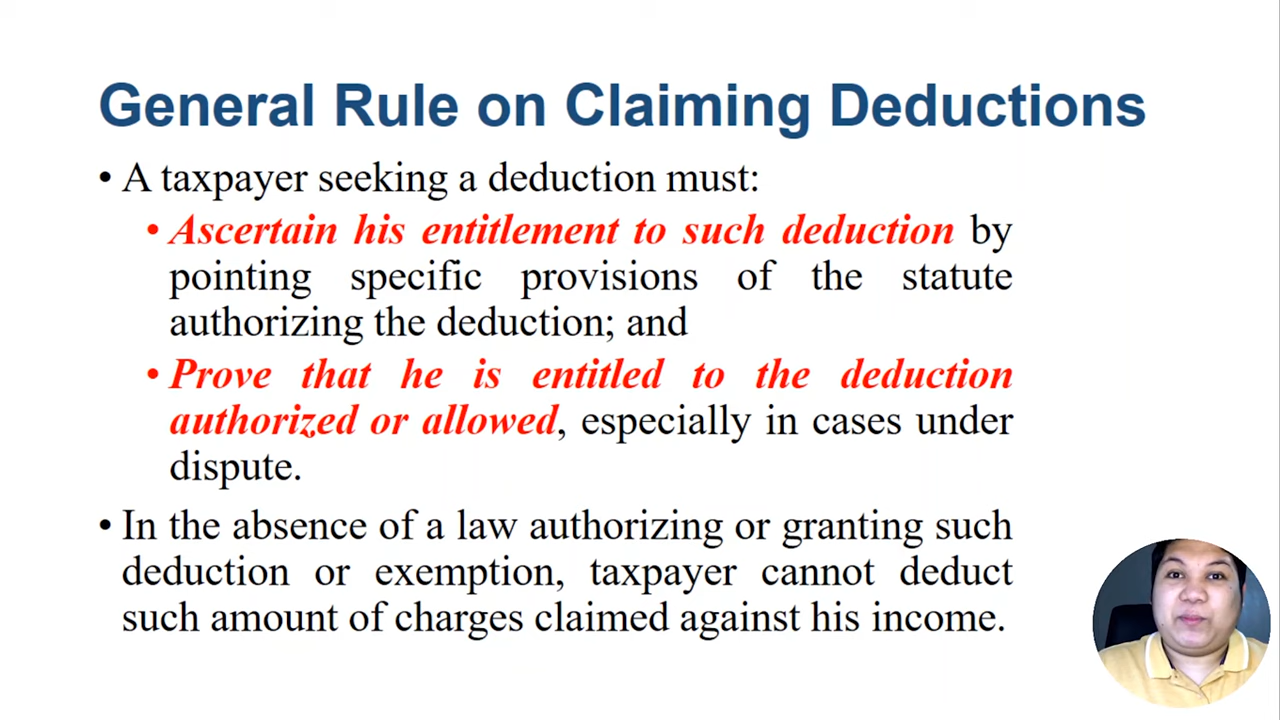 General Rule on Claiming Deductions
• A taxpayer seeking a deduction must:
• Ascertain his entitlement to such deduction by
pointing specific provisions of the statute
authorizing the deduction; and
• Prove that he is entitled to the deduction
authorized or allowed, especially in cases under
dispute.
• In the absence of a law authorizing or granting such
deduction or exemption, taxpayer cannot deduct
such amount of charges claimed against his income.